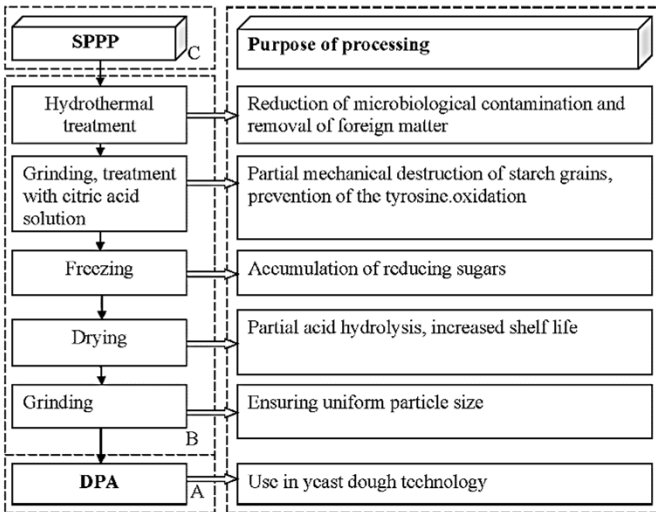 SPPP
C
Purpose of processing
Hydrothermal
treatment
Reduction of microbiological contamination and
removal of foreign matter
Grinding, treatment
with citric acid
solution
Partial mechanical destruction of starch grains,
prevention of the tyrosine.oxidation
Freezing
Accumulation of reducing sugars
Drying
Partial acid hydrolysis, increased shelf life
Grinding
Ensuring uniform particle size
B
DPA
A
Use in yeast dough technology